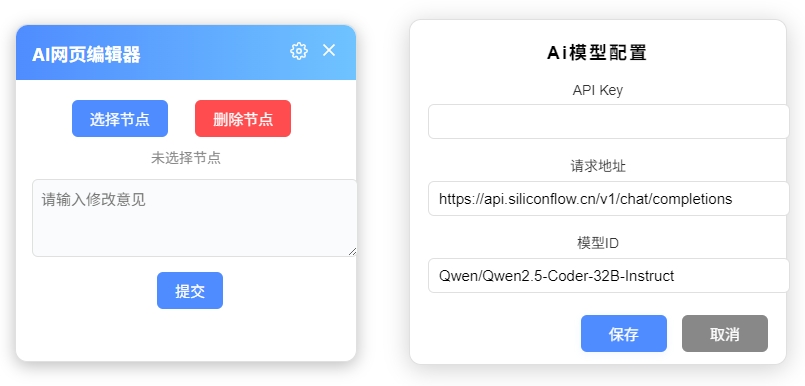 AI网页编辑器
选择节点 删除节点
未选择节点
请输入修改意见
提交
Ai模型配置
API Key
请求地址
https://api.siliconflow.cn/v1/chat/completions
模型ID
Qwen/Qwen2.5-Coder-32B-Instruct
保存 取消